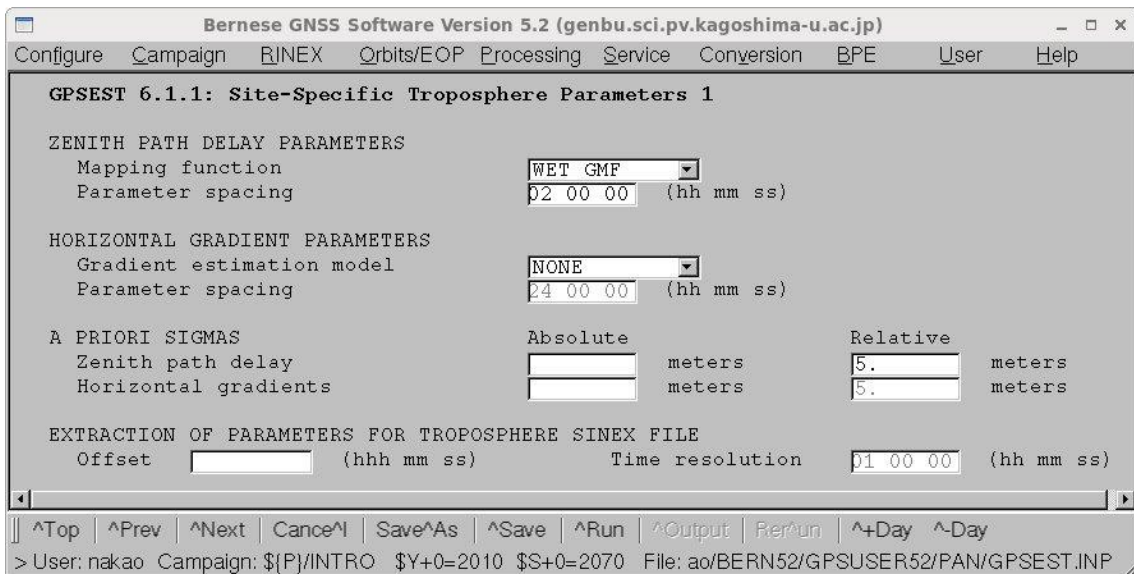 Bernese GNSS Software Version 5.2 (genbu.sci.pv.kagoshima-u.ac.jp)
Configure Campaign RINEX Orbits/EOP Processing Service Conversion BPE User Help
GPSEST 6.1.1: Site-Specific Troposphere Parameters 1
ZENITH PATH DELAY PARAMETERS
Mapping function WET GMF
Parameter spacing 02 00 00 (hh mm ss)
HORIZONTAL GRADIENT PARAMETERS
Gradient estimation model NONE
Parameter spacing 24 00 00 (hh mm ss)
A PRIORI SIGMAS Absolute Relative
Zenith path delay meters 5. meters
Horizontal gradients meters 5. meters
EXTRACTION OF PARAMETERS FOR TROPOSPHERE SINEX FILE
Offset (hhh mm ss) Time resolution 01 00 00 (hh mm ss)
^Top | ^Prev | ^Next | Cance^l | Save^As | ^Save | ^Run | ^Output | Rer^un | ^+Day ^-Day
> User: nakao Campaign: ${P}/INTRO $Y+0=2010 $S+0=2070 File: ao/BERN52/GPSUSER52/PAN/GPSEST.INP